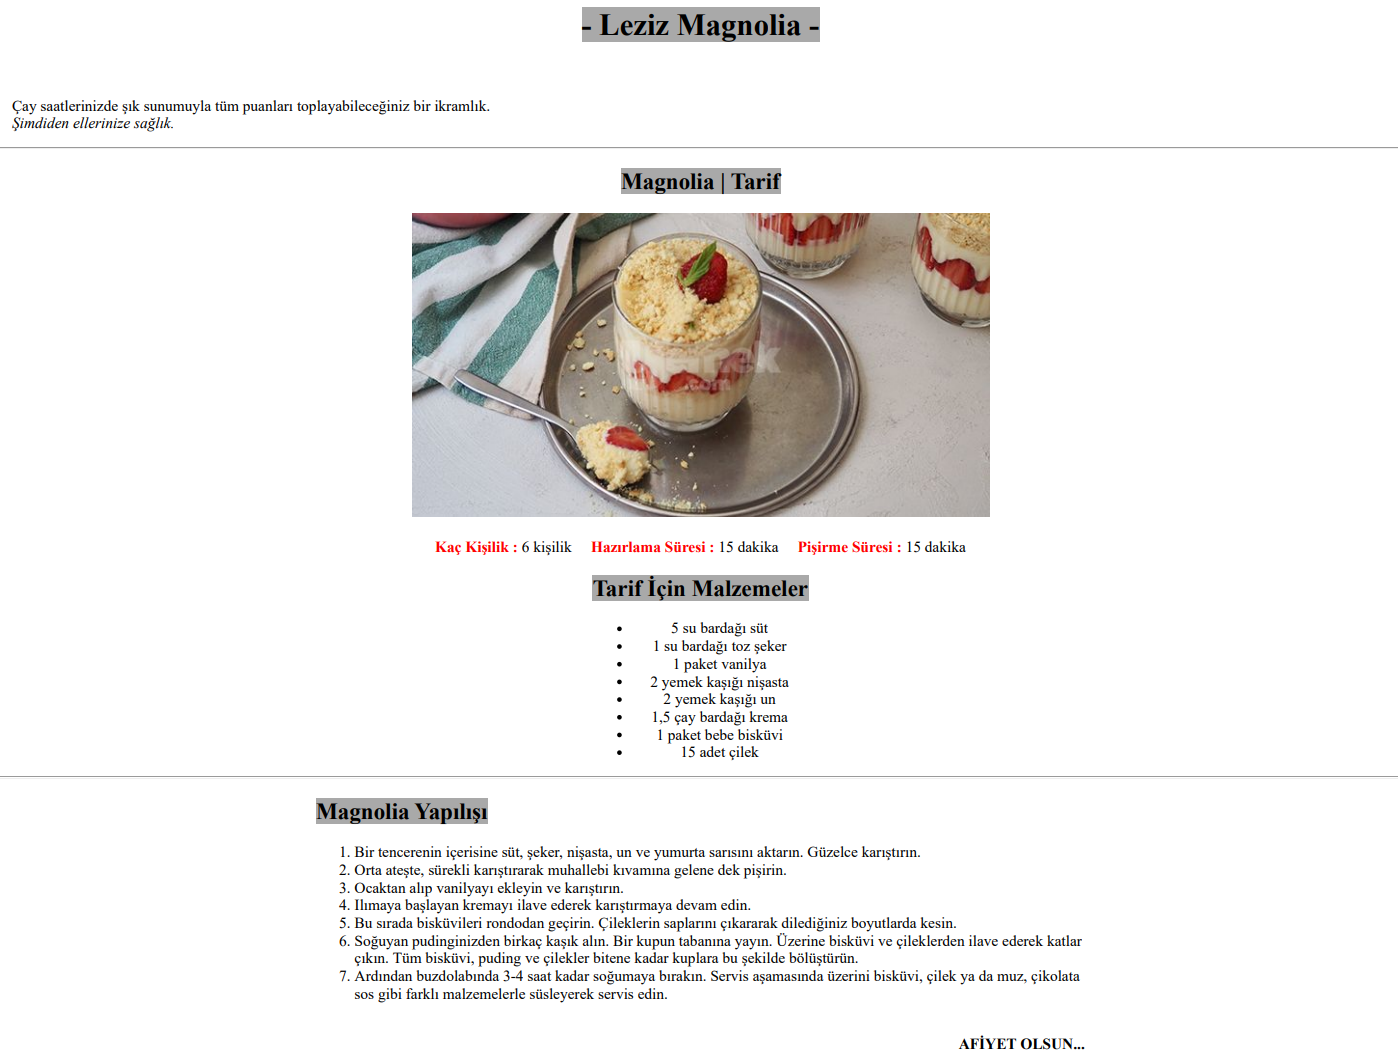 - Leziz Magnolia -
Çay saatlerinizde şık sunumuyla tüm puanları toplayabileceğiniz bir ikramlık.
Şimdiden ellerinize sağlık.
Magnolia | Tarif
Kaç Kişilik : 6 kişilik Hazırlama Süresi : 15 dakika Pişirme Süresi : 15 dakika
Tarif İçin Malzemeler
• 5 su bardağı süt
• 1 su bardağı toz şeker
• 1 paket vanilya
• 2 yemek kaşığı nişasta
• 2 yemek kaşığı un
• 1,5 çay bardağı krema
• 1 paket bebe bisküvi
• 15 adet çilek
Magnolia Yapılışı
1. Bir tencerenin içerisine süt, şeker, nişasta, un ve yumurta sarısını aktarın. Güzelce karıştırın.
2. Orta ateşte, sürekli karıştırarak muhallebi kıvamına gelene dek pişirin.
3. Ocaktan alıp vanilyayı ekleyin ve karıştırın.
4. Ilımaya başlayan kremayı ilave ederek karıştırmaya devam edin.
5. Bu sırada bisküvileri rondodan geçirin. Çileklerin saplarını çıkararak dilediğiniz boyutlarda kesin.
6. Soğuyan pudinginizden birkaç kaşık alın. Bir kupun tabanına yayın. Üzerine bisküvi ve çileklerden ilave ederek katlar
çıkın. Tüm bisküvi, puding ve çilekler bitene kadar kuplara bu şekilde bölüştürün.
7. Ardından buzdolabında 3-4 saat kadar soğumaya bırakın. Servis aşamasında üzerini bisküvi, çilek ya da muz, çikolata
sos gibi farklı malzemelerle süsleyerek servis edin.
AFİYET OLSUN...